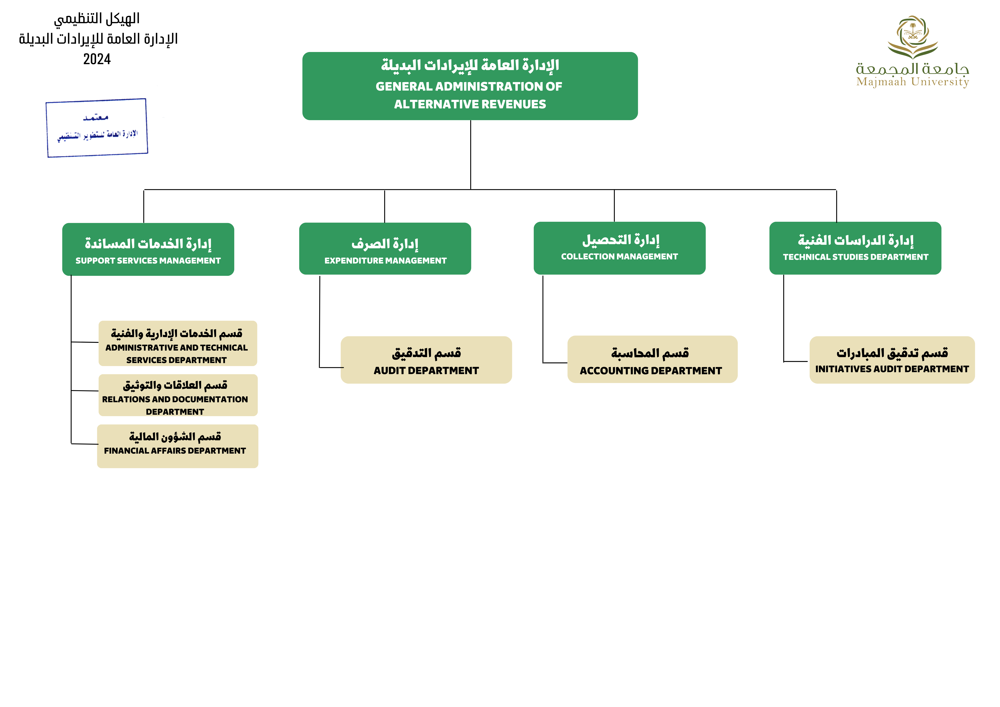 الهيكل التنظيمي
الإدارة العامة للإيرادات البديلة
2024
جامعة المجمعة
Majmaah University
معتمد
الإدارة العامة للتطوير التنظيمي
الإدارة العامة للإيرادات البديلة
GENERAL ADMINISTRATION OF
ALTERNATIVE REVENUES
إدارة الدراسات الفنية
TECHNICAL STUDIES DEPARTMENT
إدارة التحصيل
COLLECTION MANAGEMENT
إدارة الصرف
EXPENDITURE MANAGEMENT
إدارة الخدمات المساندة
SUPPORT SERVICES MANAGEMENT
قسم تدقيق المبادرات
INITIATIVES AUDIT DEPARTMENT
قسم المحاسبة
ACCOUNTING DEPARTMENT
قسم التدقيق
AUDIT DEPARTMENT
قسم الخدمات الإدارية والفنية
ADMINISTRATIVE AND TECHNICAL
SERVICES DEPARTMENT
قسم العلاقات والتوثيق
RELATIONS AND DOCUMENTATION
DEPARTMENT
قسم الشؤون المالية
FINANCIAL AFFAIRS DEPARTMENT